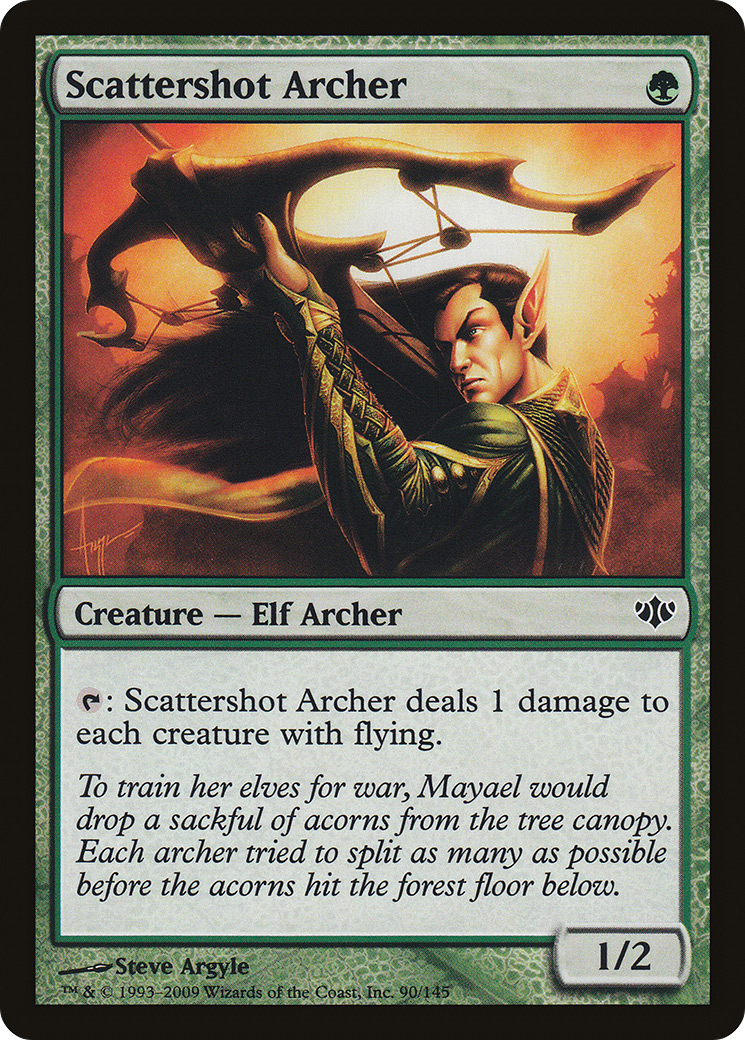 Scattershot Archer
Creature — Elf Archer
: Scattershot Archer deals 1 damage to
each creature with flying.
To train her elves for war, Mayael would
drop a sackful of acorns from the tree canopy.
Each archer tried to split as many as possible
before the acorns hit the forest floor below.
1/2
Steve Argyle
™ & © 1993–2009 Wizards of the Coast, Inc. 90/145